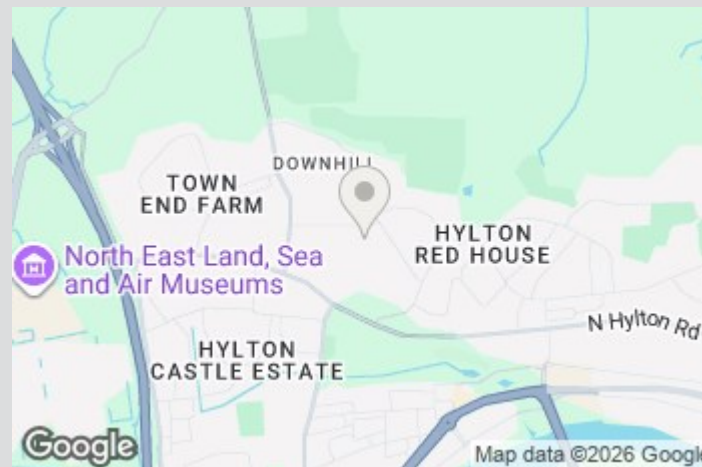 DOWNHILL
TOWN
END FARM
HYLTON
RED HOUSE
North East Land, Sea
and Air Museums
N Hylton Rd
HYLTON
CASTLE ESTATE
Google
Map data ©2026 Google